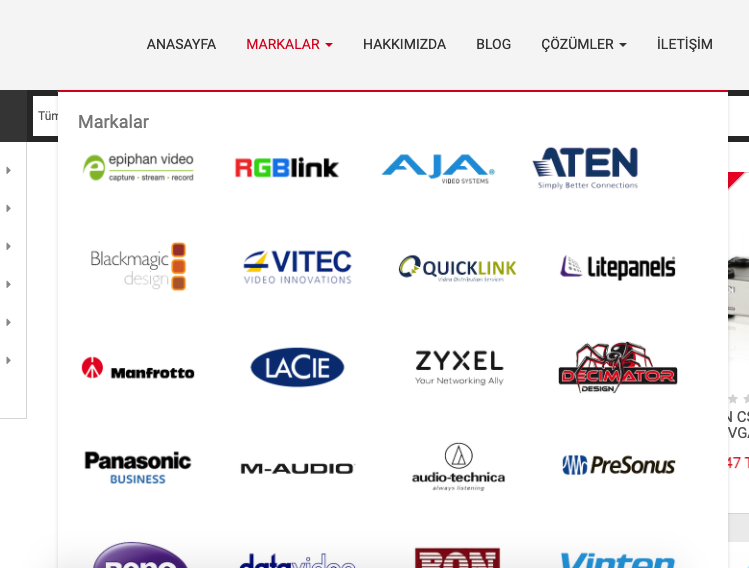 ANASAYFA MARKALAR HAKKIMIZDA BLOG ÇÖZÜMLER İLETİŞİM
Tüm
Markalar
epiphan video
capture · stream · record
RGBlink
AJA
VIDEO SYSTEMS
ATEN
Simply Better Connections
Blackmagic
design
VITEC
VIDEO INNOVATIONS
QUICKLINK
Video Distribution Services
Litepanels
Manfrotto
LACIE
ZYXEL
Your Networking Ally
DECIMATOR
DESIGN
N CS
VGA
47 T
Panasonic
BUSINESS
M-AUDIO
audio-technica
always listening
PreSonus
BenQ
datavideo
BON
Vinten